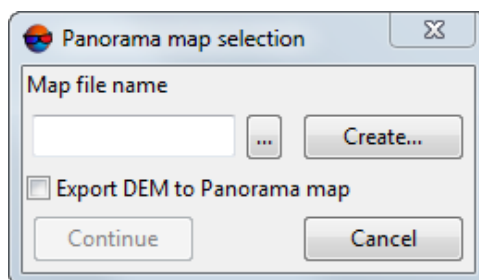 Panorama map selection
Map file name
... Create...
Export DEM to Panorama map
Continue Cancel